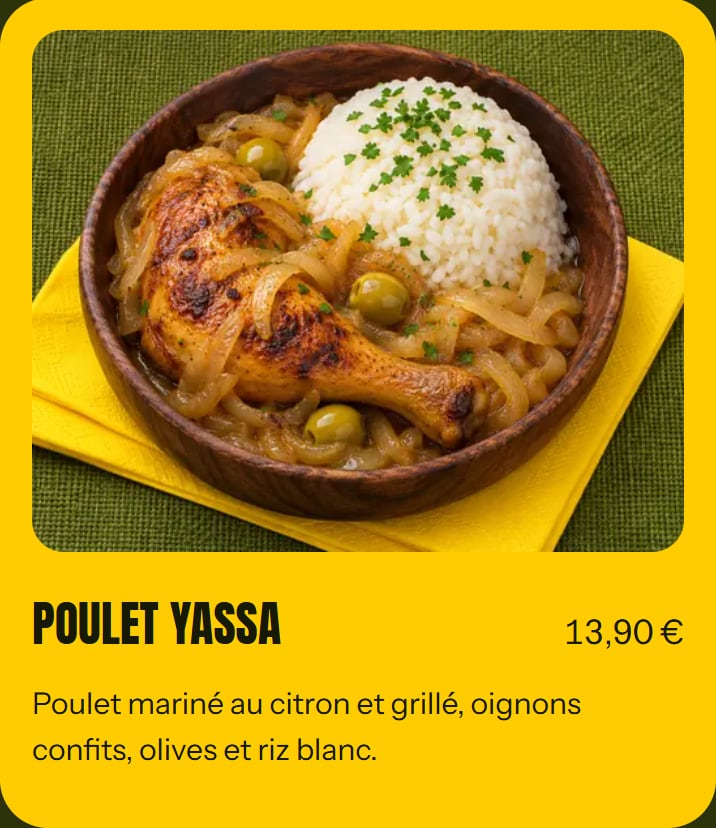 POULET YASSA
13,90 €
Poulet mariné au citron et grillé, oignons
confits, olives et riz blanc.